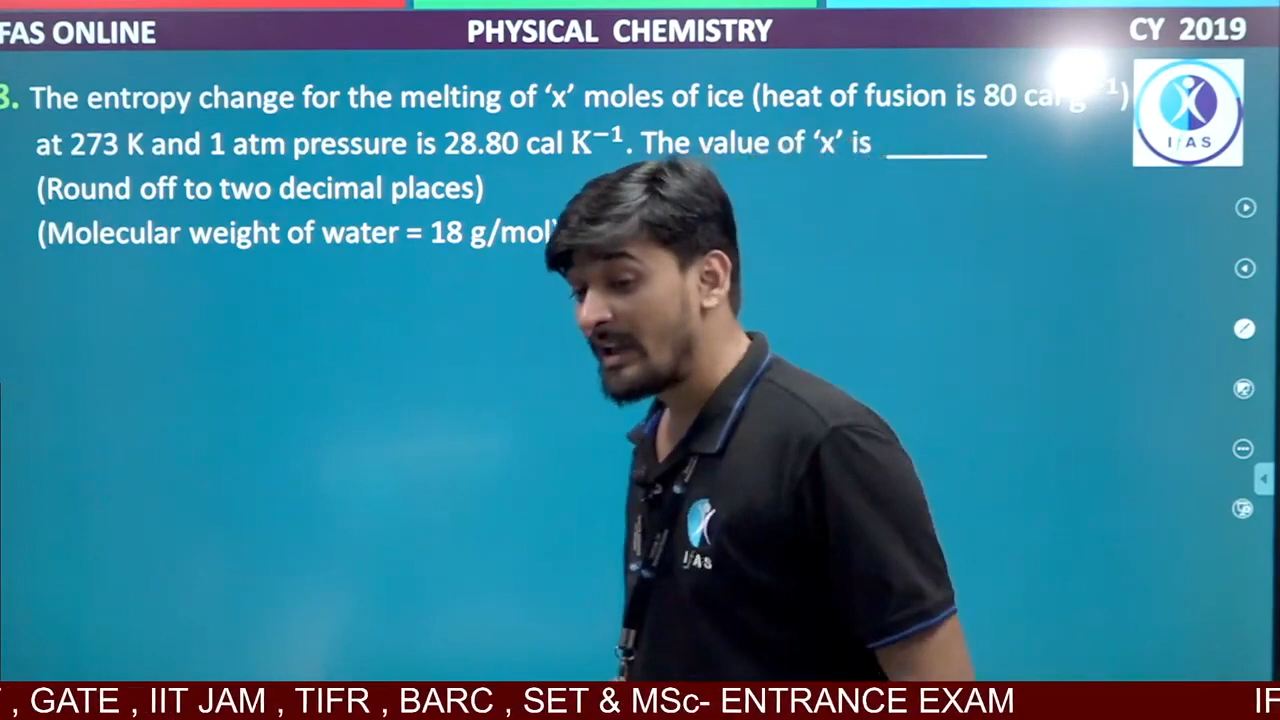 FAS ONLINE
PHYSICAL CHEMISTRY
CY 2019
3. The entropy change for the melting of ‘x’ moles of ice (heat of fusion is 80 cal g⁻¹)
at 273 K and 1 atm pressure is 28.80 cal K⁻¹. The value of ‘x’ is ______
(Round off to two decimal places)
(Molecular weight of water = 18 g/mol)
IFAS
IFAS
, GATE , IIT JAM , TIFR , BARC , SET & MSc- ENTRANCE EXAM
IF